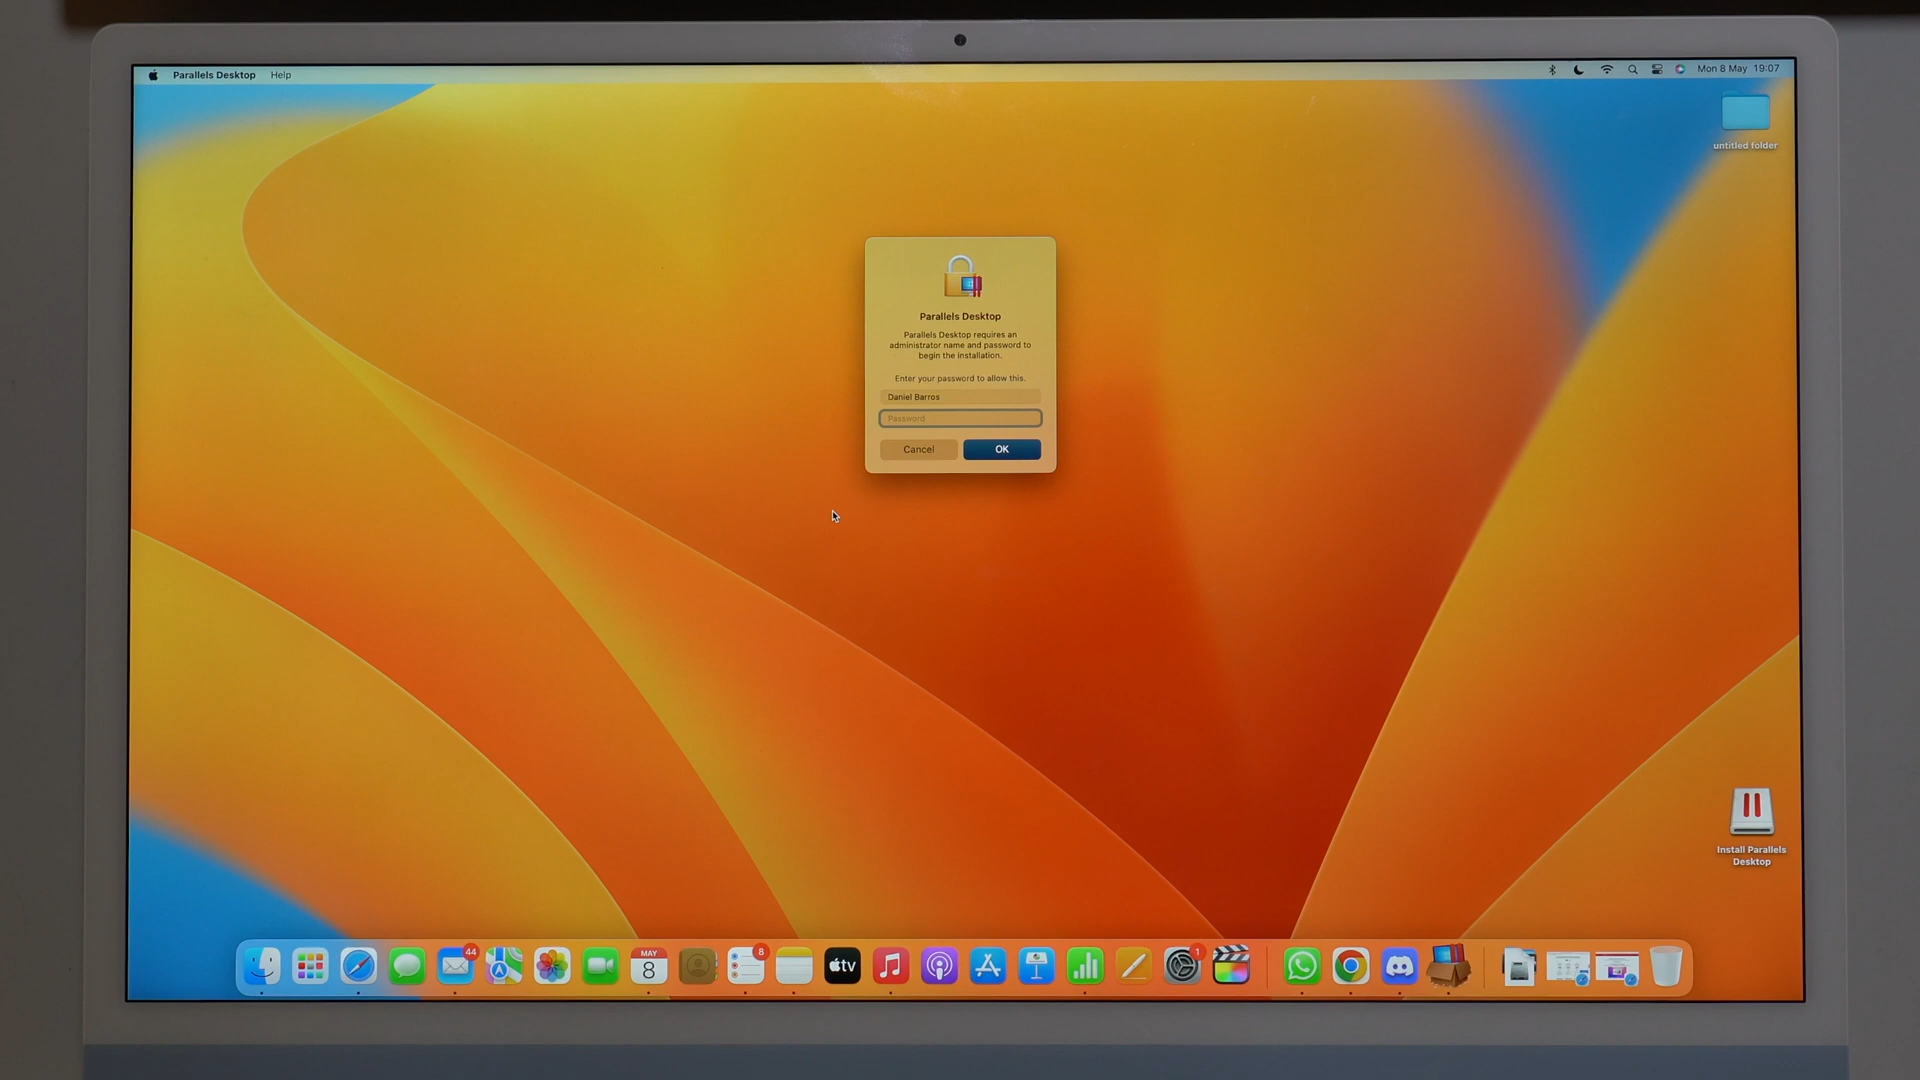 Parallels Desktop Help
Mon 8 May 19:07
untitled folder
Parallels Desktop
Parallels Desktop requires an
administrator name and password to
begin the installation.
Enter your password to allow this.
Daniel Barros
Password
Cancel OK
Install Parallels
Desktop
44
MAY
8
8
tv
1